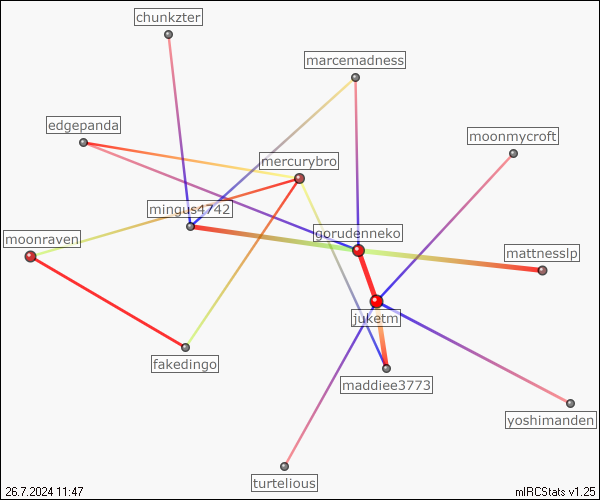 chunkzter
marcemadness
edgepanda
moonmycroft
mercurybro
mingus4742
gorudenneko
moonraven
mattnesslp
juketm
fakedingo
maddiee3773
yoshimanden
turtelious
26.7.2024 11:47
mIRCStats v1.25